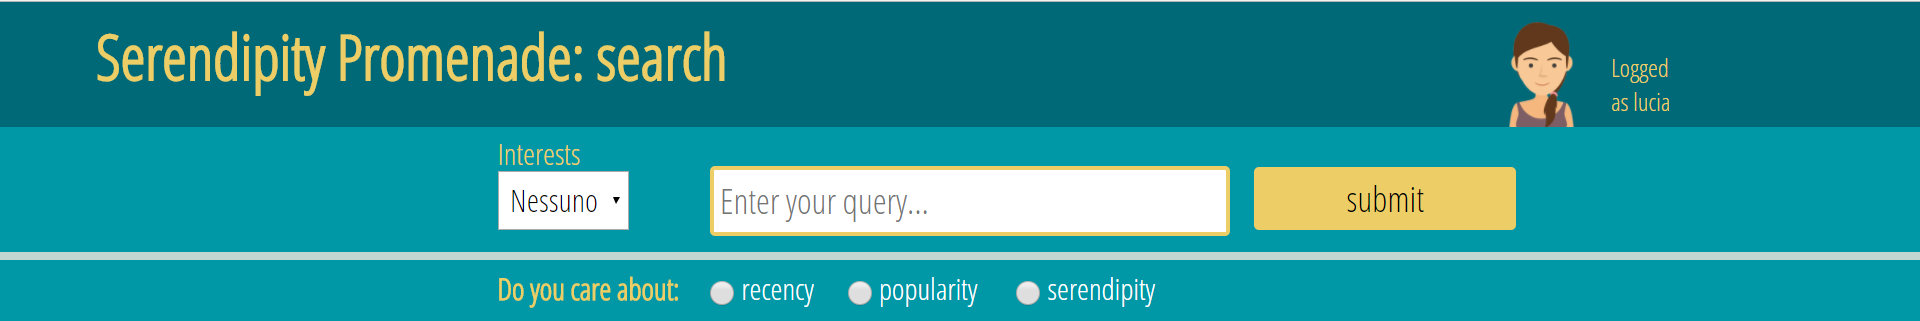 Serendipity Promenade: search
Logged
as lucia
Interests
Nessuno
Enter your query...
submit
Do you care about: recency popularity serendipity